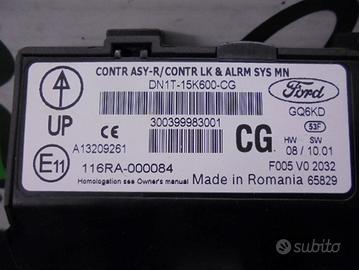 CONTR ASY-R/CONTR LK & ALRM SYS MN
DN1T-15K600-CG
Ford
GQ6KD
UP
300399983001
CE
CG
53F
HW SW
08 / 10.01
A13209261
E11
116RA-000084
F005 V0 2032
Homologation see Owner's manual
Made in Romania 65829
subito